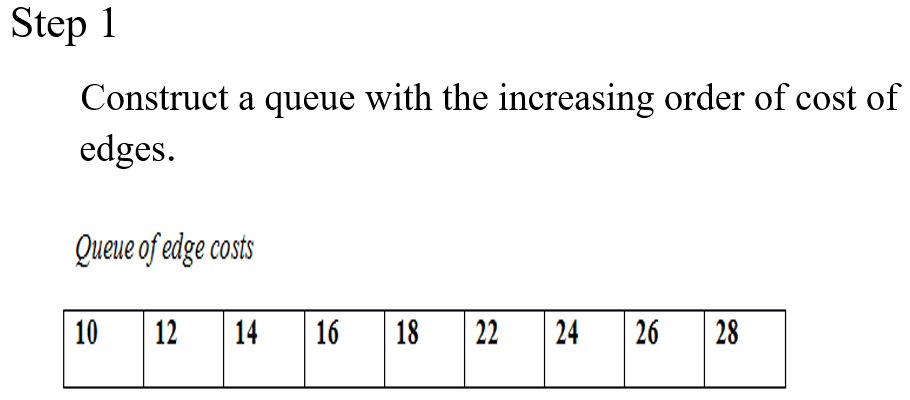 Step 1
Construct a queue with the increasing order of cost of
edges.
Queue of edge costs
10 12 14 16 18 22 24 26 28